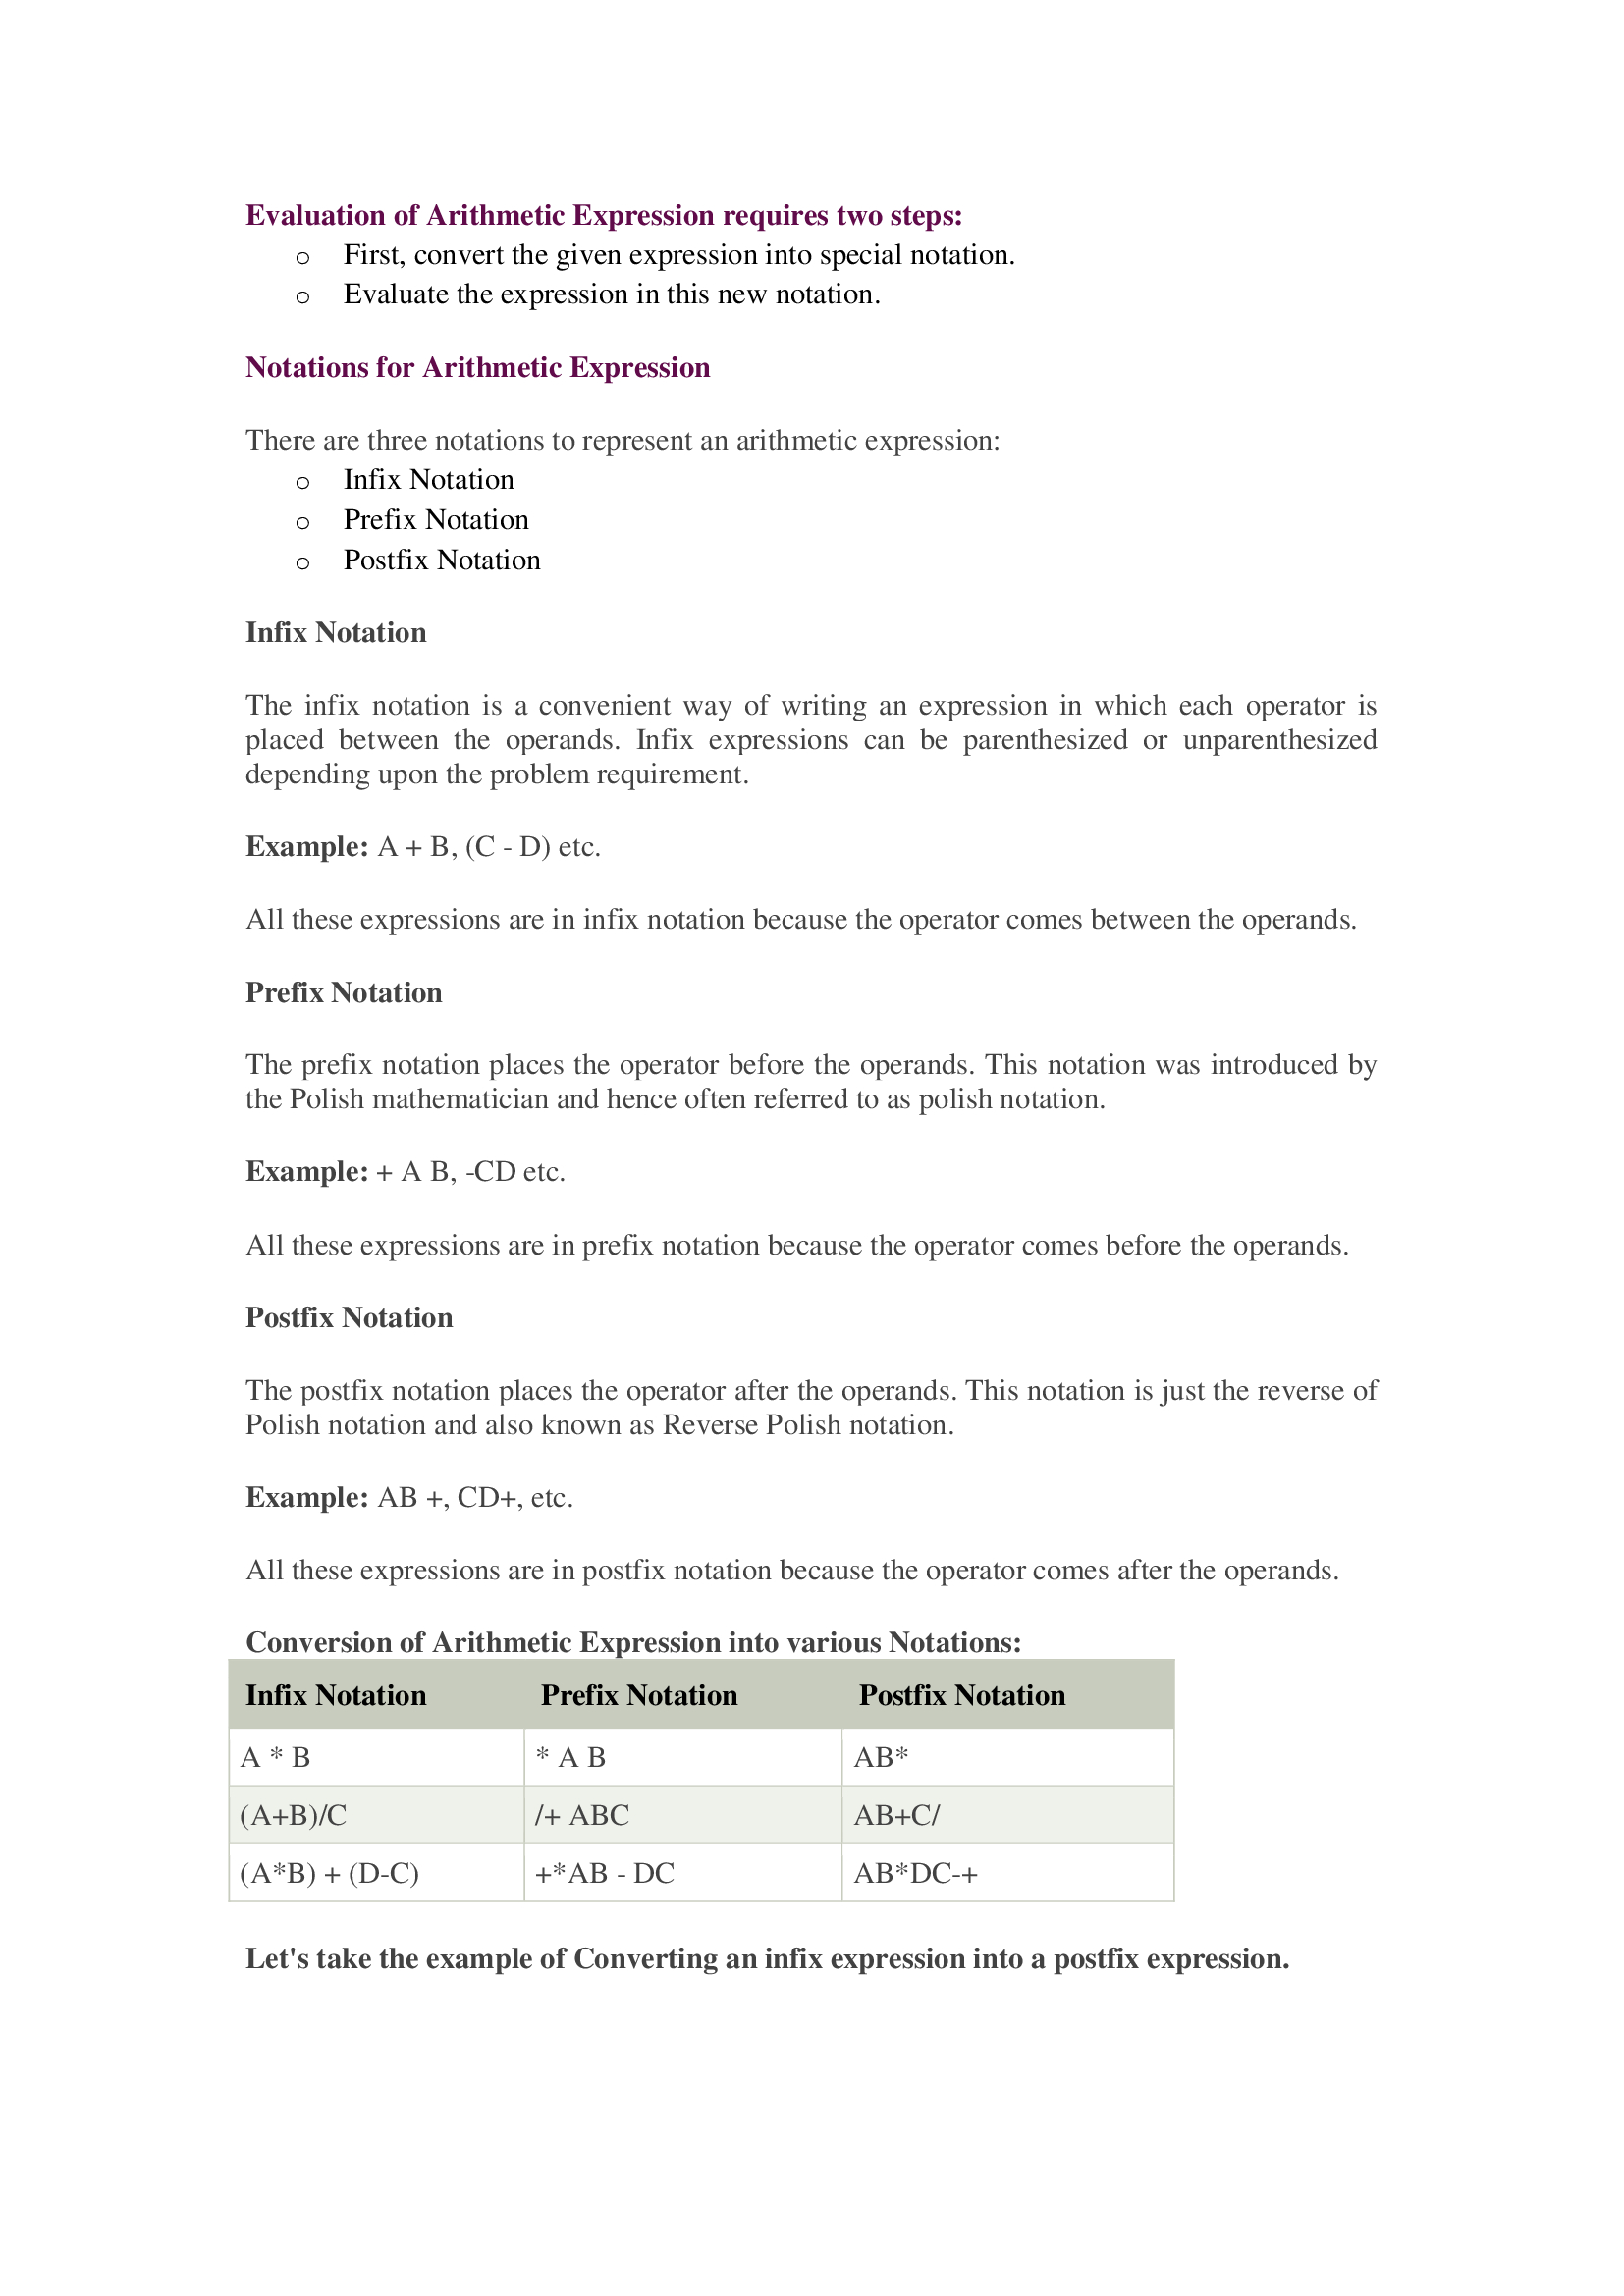 Evaluation of Arithmetic Expression requires two steps:
o First, convert the given expression into special notation.
o Evaluate the expression in this new notation.
Notations for Arithmetic Expression
There are three notations to represent an arithmetic expression:
o Infix Notation
o Prefix Notation
o Postfix Notation
Infix Notation
The infix notation is a convenient way of writing an expression in which each operator is
placed between the operands. Infix expressions can be parenthesized or unparenthesized
depending upon the problem requirement.
Example: A + B, (C - D) etc.
All these expressions are in infix notation because the operator comes between the operands.
Prefix Notation
The prefix notation places the operator before the operands. This notation was introduced by
the Polish mathematician and hence often referred to as polish notation.
Example: + A B, -CD etc.
All these expressions are in prefix notation because the operator comes before the operands.
Postfix Notation
The postfix notation places the operator after the operands. This notation is just the reverse of
Polish notation and also known as Reverse Polish notation.
Example: AB +, CD+, etc.
All these expressions are in postfix notation because the operator comes after the operands.
Conversion of Arithmetic Expression into various Notations:
Infix Notation Prefix Notation Postfix Notation
A * B * A B AB*
(A+B)/C /+ ABC AB+C/
(A*B) + (D-C) +*AB - DC AB*DC-+
Let's take the example of Converting an infix expression into a postfix expression.